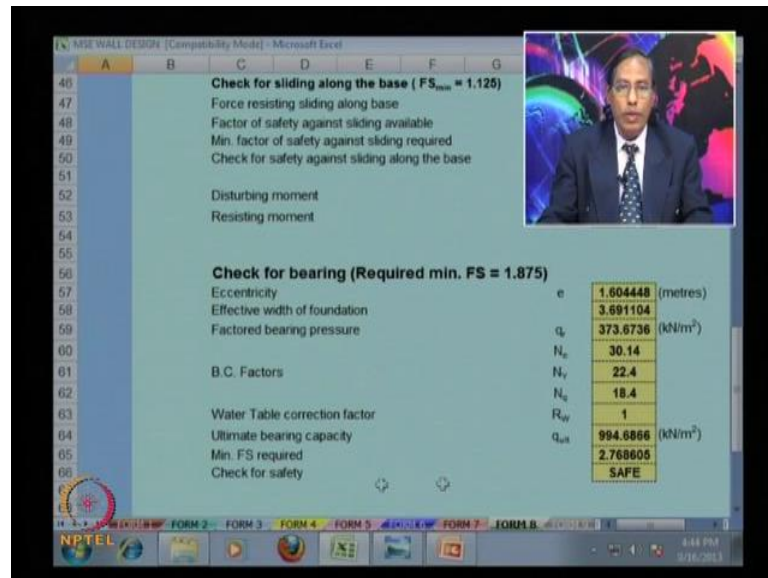 MSE WALL DESIGN [Compatibility Mode] - Microsoft Excel
A B C D E F G
46 Check for sliding along the base ( FSmin = 1.125)
47 Force resisting sliding along base
48 Factor of safety against sliding available
49 Min. factor of safety against sliding required
50 Check for safety against sliding along the base
51
52 Disturbing moment
53 Resisting moment
54
55
56 Check for bearing (Required min. FS = 1.875)
57 Eccentricity e 1.604448 (metres)
58 Effective width of foundation 3.691104
59 Factored bearing pressure 373.6736 (kN/m²)
60 30.14
61 B.C. Factors Nγ 22.4
62 18.4
63 Water Table correction factor RW 1
64 Ultimate bearing capacity qult 994.6866 (kN/m²)
65 Min. FS required 2.768605
66 Check for safety SAFE
FORM 2 FORM 3 FORM 4 FORM 5 FORM 6 FORM 7 FORM 8
NPTEL
4:44 PM
3/16/2013